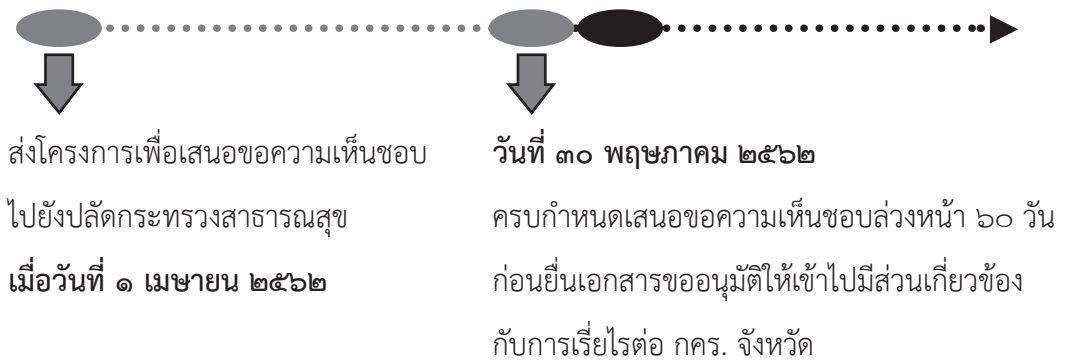 ส่งโครงการเพื่อเสนอขอความเห็นชอบ
ไปยังปลัดกระทรวงสาธารณสุข
เมื่อวันที่ ๑ เมษายน ๒๕๖๒
วันที่ ๓๐ พฤษภาคม ๒๕๖๒
ครบกำหนดเสนอขอความเห็นชอบล่วงหน้า ๖๐ วัน
ก่อนยื่นเอกสารขออนุมัติให้เข้าไปมีส่วนเกี่ยวข้อง
กับการเรี่ยไรต่อ กคร. จังหวัด